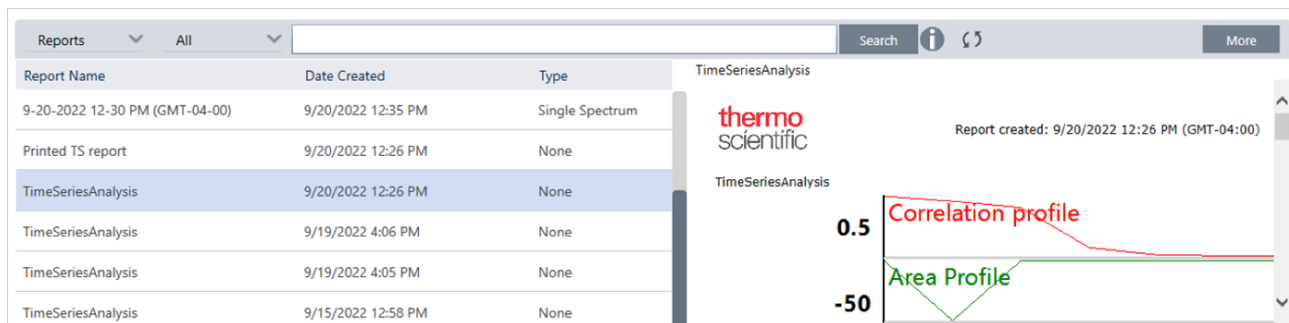 Reports All Search More
Report Name Date Created Type
9-20-2022 12-30 PM (GMT-04-00) 9/20/2022 12:35 PM Single Spectrum
Printed TS report 9/20/2022 12:26 PM None
TimeSeriesAnalysis 9/20/2022 12:26 PM None
TimeSeriesAnalysis 9/19/2022 4:06 PM None
TimeSeriesAnalysis 9/19/2022 4:05 PM None
TimeSeriesAnalysis 9/15/2022 12:58 PM None
TimeSeriesAnalysis
thermo
scientific
Report created: 9/20/2022 12:26 PM (GMT-04:00)
TimeSeriesAnalysis
Correlation profile
0.5
Area Profile
-50